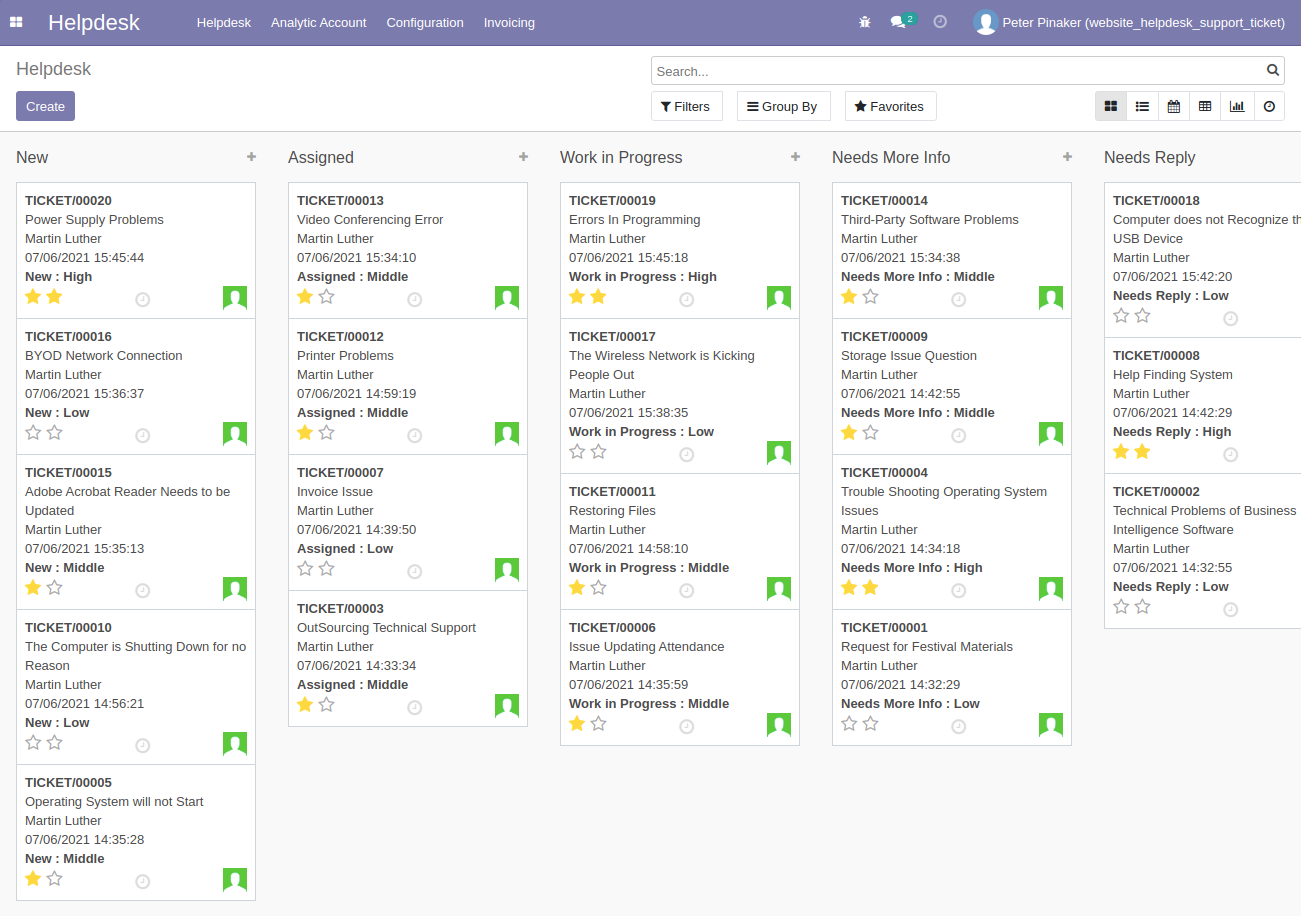 Helpdesk
Helpdesk Analytic Account Configuration Invoicing
2
Peter Pinaker (website_helpdesk_support_ticket)
Helpdesk
Search...
Create
Filters
Group By
Favorites
New
TICKET/00020
Power Supply Problems
Martin Luther
07/06/2021 15:45:44
New : High
TICKET/00016
BYOD Network Connection
Martin Luther
07/06/2021 15:36:37
New : Low
TICKET/00015
Adobe Acrobat Reader Needs to be
Updated
Martin Luther
07/06/2021 15:35:13
New : Middle
TICKET/00010
The Computer is Shutting Down for no
Reason
Martin Luther
07/06/2021 14:56:21
New : Low
TICKET/00005
Operating System will not Start
Martin Luther
07/06/2021 14:35:28
New : Middle
Assigned
TICKET/00013
Video Conferencing Error
Martin Luther
07/06/2021 15:34:10
Assigned : Middle
TICKET/00012
Printer Problems
Martin Luther
07/06/2021 14:59:19
Assigned : Middle
TICKET/00007
Invoice Issue
Martin Luther
07/06/2021 14:39:50
Assigned : Low
TICKET/00003
OutSourcing Technical Support
Martin Luther
07/06/2021 14:33:34
Assigned : Middle
Work in Progress
TICKET/00019
Errors In Programming
Martin Luther
07/06/2021 15:45:18
Work in Progress : High
TICKET/00017
The Wireless Network is Kicking
People Out
Martin Luther
07/06/2021 15:38:35
Work in Progress : Low
TICKET/00011
Restoring Files
Martin Luther
07/06/2021 14:58:10
Work in Progress : Middle
TICKET/00006
Issue Updating Attendance
Martin Luther
07/06/2021 14:35:59
Work in Progress : Middle
Needs More Info
TICKET/00014
Third-Party Software Problems
Martin Luther
07/06/2021 15:34:38
Needs More Info : Middle
TICKET/00009
Storage Issue Question
Martin Luther
07/06/2021 14:42:55
Needs More Info : Middle
TICKET/00004
Trouble Shooting Operating System
Issues
Martin Luther
07/06/2021 14:34:18
Needs More Info : High
TICKET/00001
Request for Festival Materials
Martin Luther
07/06/2021 14:32:29
Needs More Info : Low
Needs Reply
TICKET/00018
Computer does not Recognize
USB Device
Martin Luther
07/06/2021 15:42:20
Needs Reply : Low
TICKET/00008
Help Finding System
Martin Luther
07/06/2021 14:42:29
Needs Reply : High
TICKET/00002
Technical Problems of Business
Intelligence Software
Martin Luther
07/06/2021 14:32:55
Needs Reply : Low